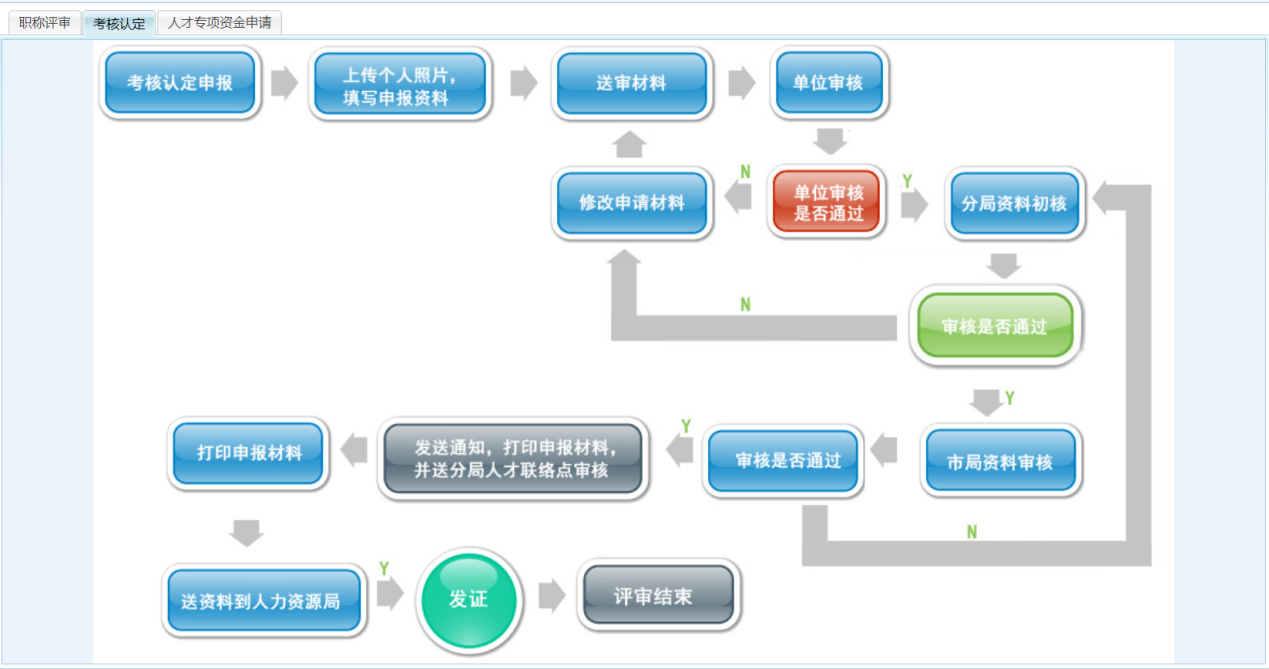 职称评审
考核认定
人才专项资金申请
考核认定申报
上传个人照片，
填写申报资料
送审材料
单位审核
修改申请材料
N
单位审核
是否通过
Y
分局资料初核
N
审核是否通过
Y
打印申报材料
发送通知，打印申报材料，
并送分局人才联络点审核
Y
审核是否通过
市局资料审核
N
送资料到人力资源局
Y
发证
评审结束